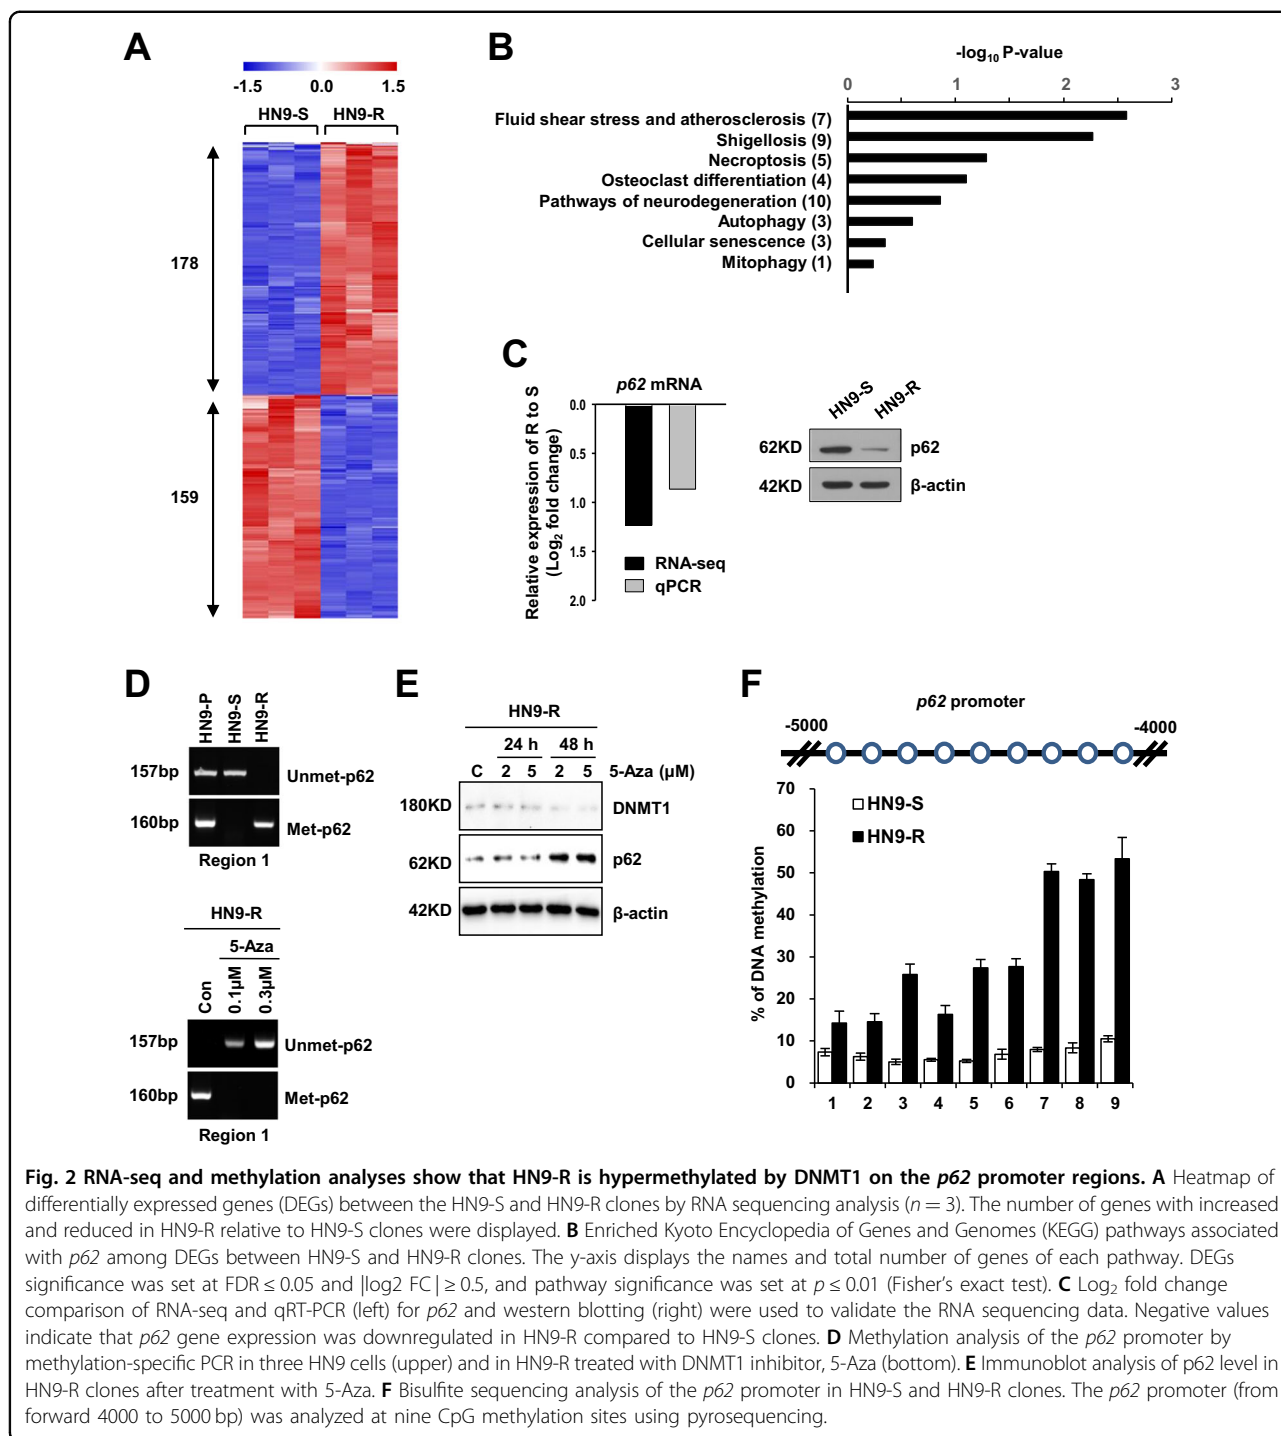 A
-1.5 0.0 1.5
HN9-S HN9-R
178
159
B
-log10 P-value
0 1 2 3
Fluid shear stress and atherosclerosis (7)
Shigellosis (9)
Necroptosis (5)
Osteoclast differentiation (4)
Pathways of neurodegeneration (10)
Autophagy (3)
Cellular senescence (3)
Mitophagy (1)
C
p62 mRNA
Relative expression of R to S
(Log2 fold change)
0.0
0.5
1.0
1.5
2.0
RNA-seq
qPCR
HN9-S HN9-R
62KD p62
42KD β-actin
D
HN9-P HN9-S HN9-R
157bp Unmet-p62
160bp Met-p62
Region 1
HN9-R
5-Aza
Con 0.1μM 0.3μM
157bp Unmet-p62
160bp Met-p62
Region 1
E
HN9-R
24 h 48 h
C 2 5 2 5 5-Aza (μM)
180KD DNMT1
62KD p62
42KD β-actin
F
p62 promoter
-5000 -4000
% of DNA methylation
70
60
50
40
30
20
10
0
HN9-S
HN9-R
1 2 3 4 5 6 7 8 9
Fig. 2 RNA-seq and methylation analyses show that HN9-R is hypermethylated by DNMT1 on the p62 promoter regions. A Heatmap of
differentially expressed genes (DEGs) between the HN9-S and HN9-R clones by RNA sequencing analysis (n = 3). The number of genes with increased
and reduced in HN9-R relative to HN9-S clones were displayed. B Enriched Kyoto Encyclopedia of Genes and Genomes (KEGG) pathways associated
with p62 among DEGs between HN9-S and HN9-R clones. The y-axis displays the names and total number of genes of each pathway. DEGs
significance was set at FDR ≤ 0.05 and |log2 FC| ≥ 0.5, and pathway significance was set at p ≤ 0.01 (Fisher's exact test). C Log2 fold change
comparison of RNA-seq and qRT-PCR (left) for p62 and western blotting (right) were used to validate the RNA sequencing data. Negative values
indicate that p62 gene expression was downregulated in HN9-R compared to HN9-S clones. D Methylation analysis of the p62 promoter by
methylation-specific PCR in three HN9 cells (upper) and in HN9-R treated with DNMT1 inhibitor, 5-Aza (bottom). E Immunoblot analysis of p62 level in
HN9-R clones after treatment with 5-Aza. F Bisulfite sequencing analysis of the p62 promoter in HN9-S and HN9-R clones. The p62 promoter (from
forward 4000 to 5000 bp) was analyzed at nine CpG methylation sites using pyrosequencing.